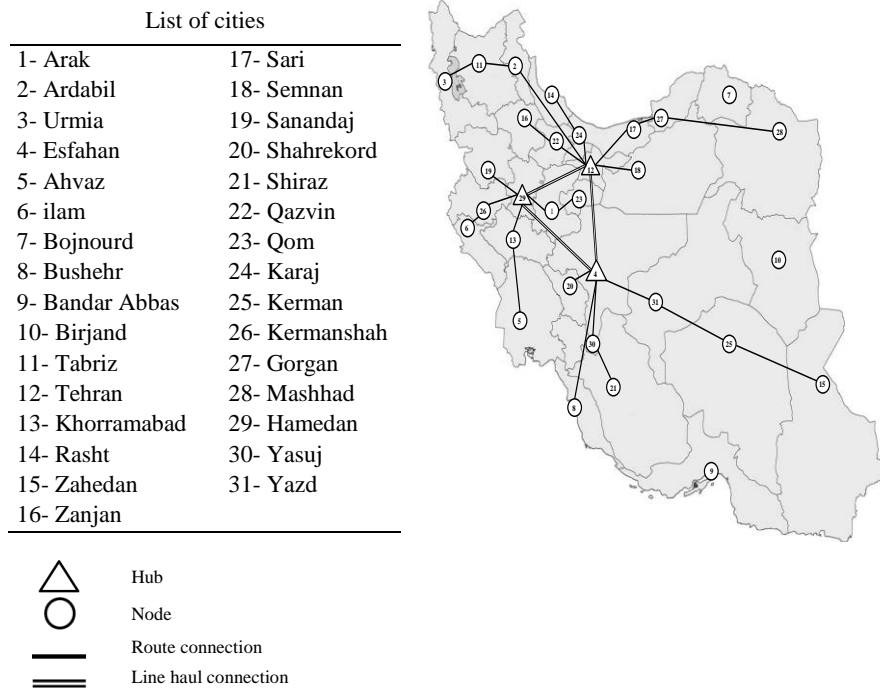 List of cities
1- Arak 17- Sari
2- Ardabil 18- Semnan
3- Urmia 19- Sanandaj
4- Esfahan 20- Shahrekord
5- Ahvaz 21- Shiraz
6- ilam 22- Qazvin
7- Bojnourd 23- Qom
8- Bushehr 24- Karaj
9- Bandar Abbas 25- Kerman
10- Birjand 26- Kermanshah
11- Tabriz 27- Gorgan
12- Tehran 28- Mashhad
13- Khorramabad 29- Hamedan
14- Rasht 30- Yasuj
15- Zahedan 31- Yazd
16- Zanjan
Hub
Node
Route connection
Line haul connection
11
2
3
14
7
16
24
17
27
28
22
12
18
19
29
23
26
1
6
13
10
4
20
31
5
30
25
21
15
8
9